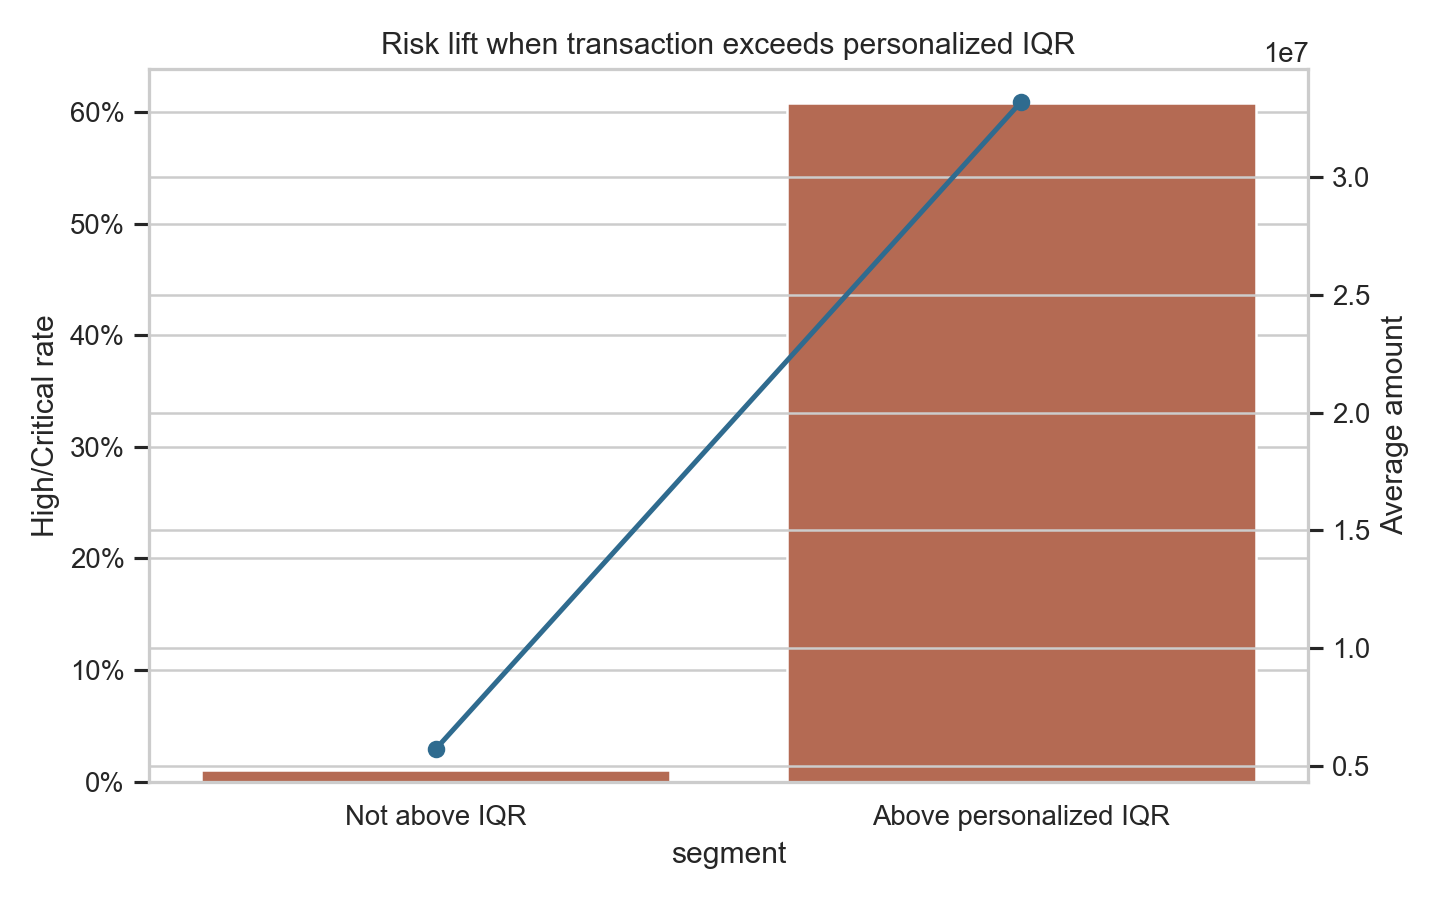 Risk lift when transaction exceeds personalized IQR
1e7
60%
50%
40%
30%
20%
10%
0%
High/Critical rate
3.0
2.5
2.0
1.5
1.0
0.5
Average amount
Not above IQR
Above personalized IQR
segment